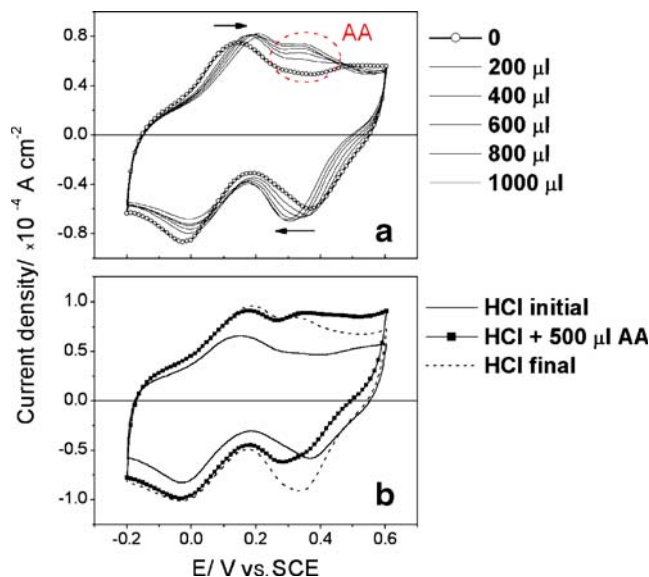 AA
0
200 µl
400 µl
600 µl
800 µl
1000 µl
0.8
0.4
0.0
-0.4
-0.8
a
HCl initial
HCl + 500 µl AA
HCl final
1.0
0.5
0.0
-0.5
-1.0
b
-0.2 0.0 0.2 0.4 0.6
E/ V vs. SCE
Current density/ x10⁻⁴ A cm⁻²